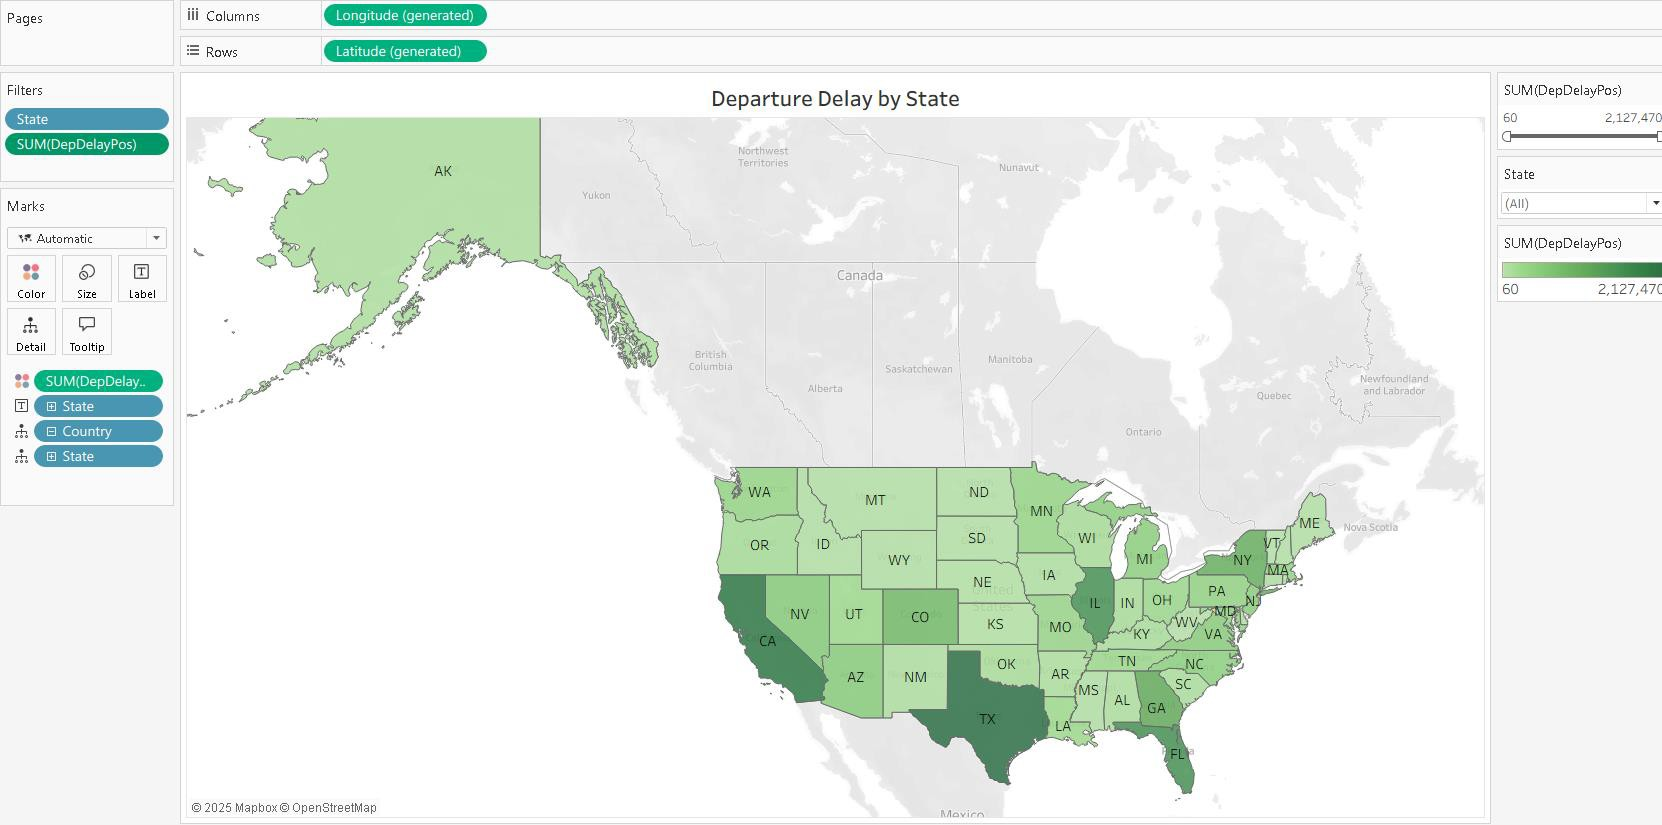 Pages
Columns
Longitude (generated)
Rows
Latitude (generated)
Filters
State
SUM(DepDelayPos)
Marks
Automatic
Color
Size
Label
Detail
Tooltip
SUM(DepDelay..
State
Country
State
Departure Delay by State
AK
Northwest
Territories
Nunavut
Yukon
Canada
British
Columbia
Alberta
Saskatchewan
Manitoba
Ontario
Quebec
Newfoundland
and Labrador
Nova Scotia
WA
MT
ND
MN
ME
OR
ID
SD
WI
VT
WY
MI
NY
MA
NE
IA
United
States
PA
NJ
NV
UT
CO
KS
MO
IL
IN
OH
MD
WV
VA
KY
CA
AZ
NM
OK
AR
TN
NC
SC
MS
AL
GA
TX
LA
FL
Mexico
© 2025 Mapbox © OpenStreetMap
SUM(DepDelayPos)
60 2,127,470
State
(All)
SUM(DepDelayPos)
60 2,127,470